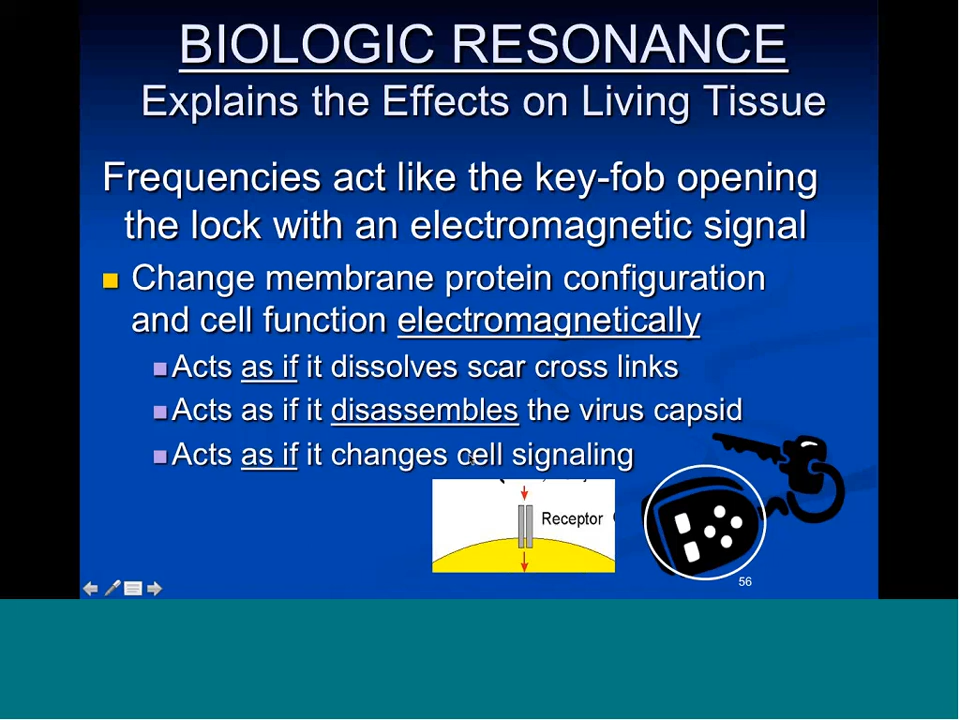 BIOLOGIC RESONANCE
Explains the Effects on Living Tissue
Frequencies act like the key-fob opening
the lock with an electromagnetic signal
Change membrane protein configuration
and cell function electromagnetically
Acts as if it dissolves scar cross links
Acts as if it disassembles the virus capsid
Acts as if it changes cell signaling
Receptor
56